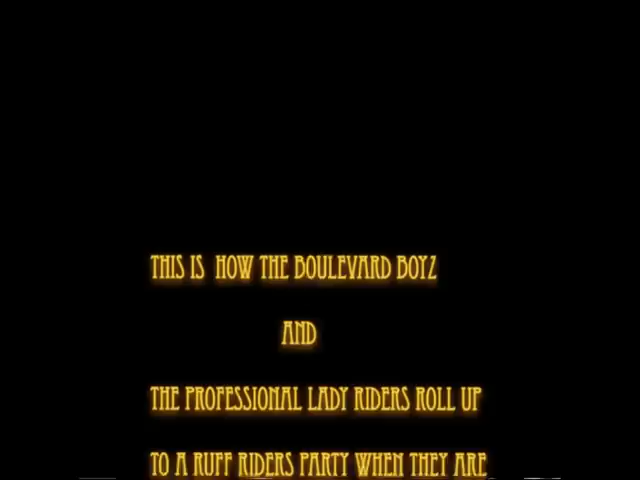 THIS IS HOW THE BOULEVARD BOYZ
AND
THE PROFESSIONAL LADY RIDERS ROLL UP
TO A RUFF RIDERS PARTY WHEN THEY ARE